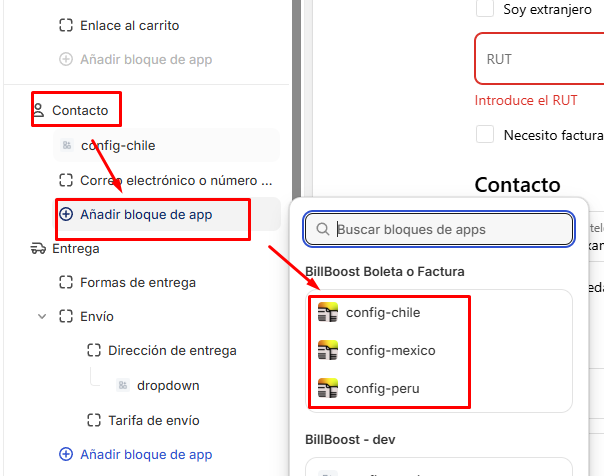 Enlace al carrito
Añadir bloque de app
Contacto
config-chile
Correo electrónico o número ...
Añadir bloque de app
Entrega
Formas de entrega
Envío
Dirección de entrega
dropdown
Tarifa de envío
Añadir bloque de app
Soy extranjero
RUT
Introduce el RUT
Necesito factura
Contacto
Buscar bloques de apps
BillBoost Boleta o Factura
config-chile
config-mexico
config-peru
BillBoost - dev